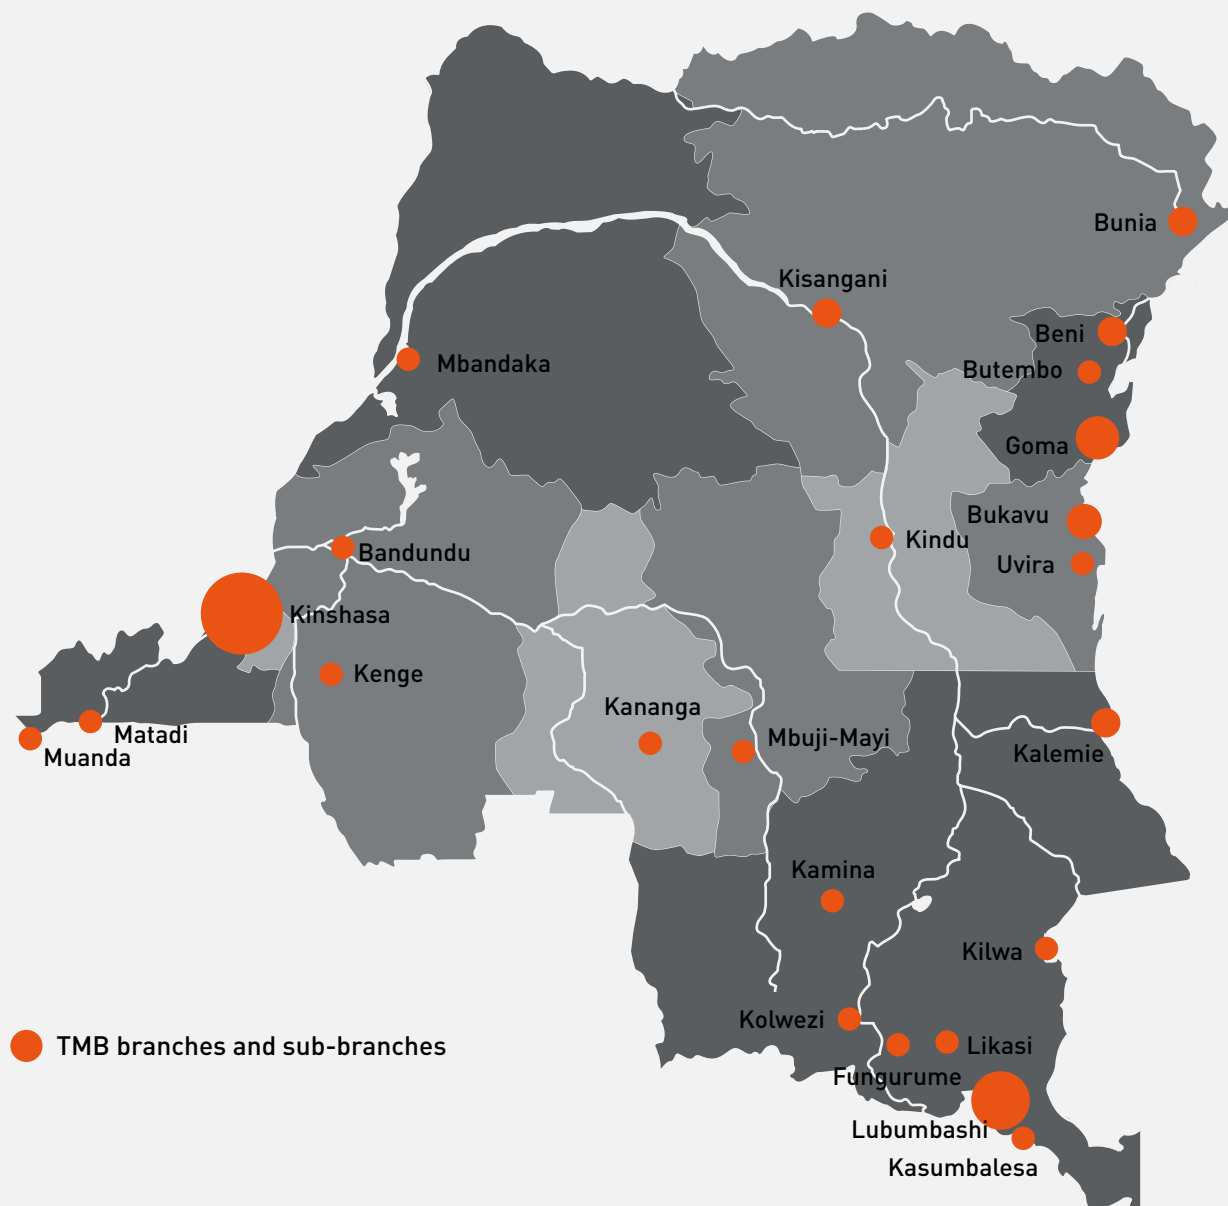 Bunia
Kisangani
Beni
Mbandaka
Butembo
Goma
Bukavu
Kindu
Bandundu
Uvira
Kinshasa
Kenge
Kananga
Matadi
Mbuji-Mayi
Muanda
Kalemie
Kamina
Kilwa
Kolwezi
TMB branches and sub-branches
Likasi
Fungurume
Lubumbashi
Kasumbalesa